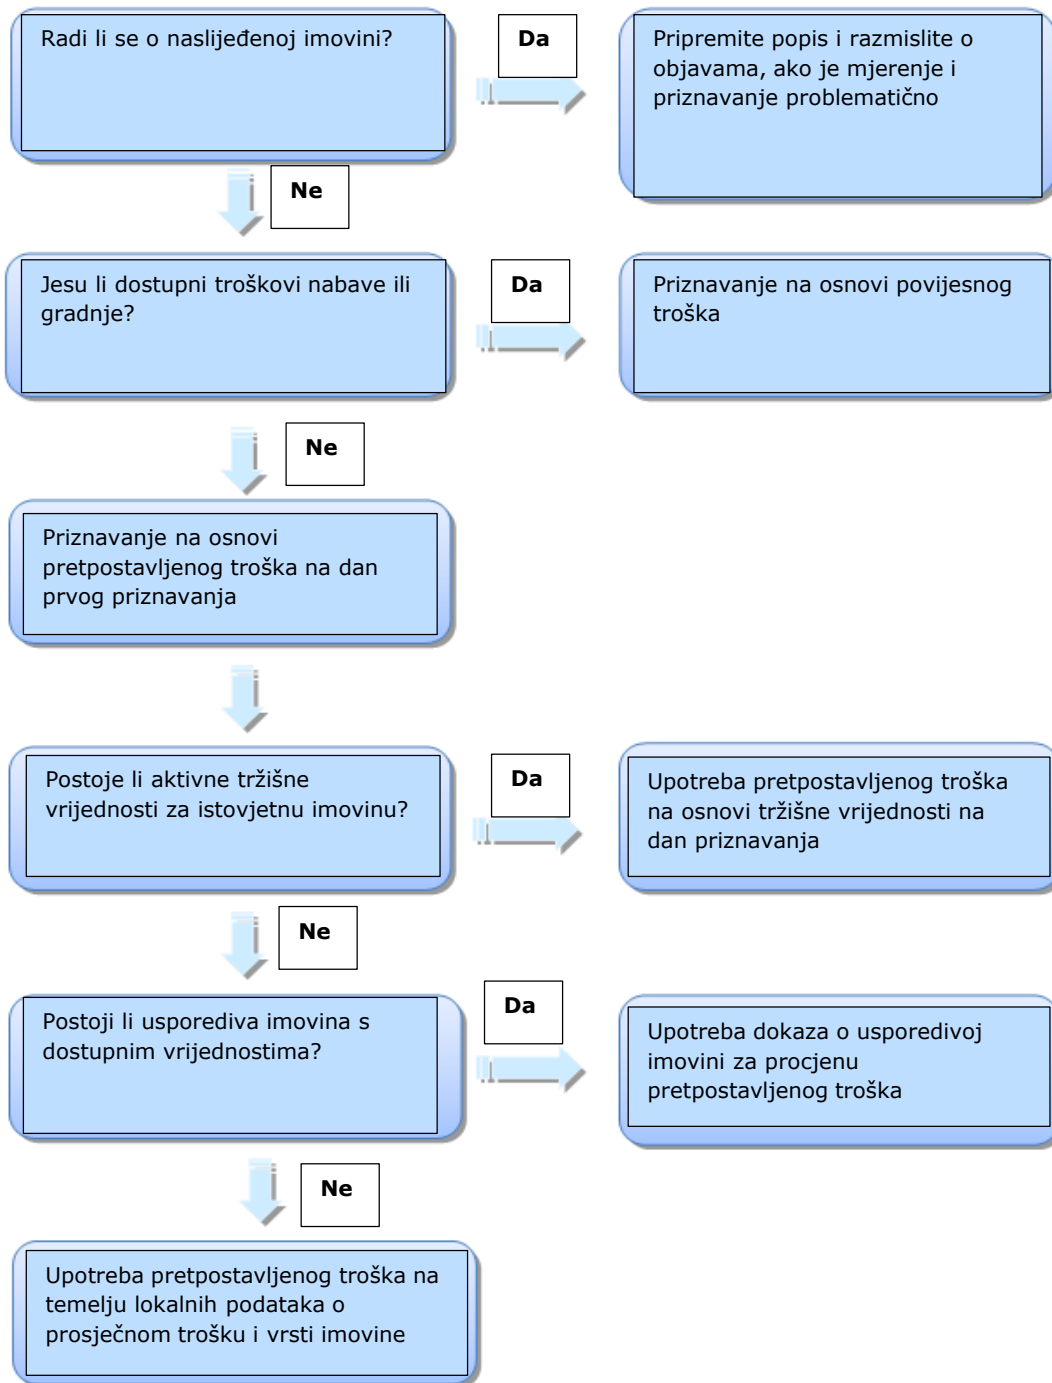 Radi li se o naslijeđenoj imovini?
Da
Pripremite popis i razmislite o
objavama, ako je mjerenje i
priznavanje problematično
Ne
Jesu li dostupni troškovi nabave ili
gradnje?
Da
Priznavanje na osnovi povijesnog
troška
Ne
Priznavanje na osnovi
pretpostavljenog troška na dan
prvog priznavanja
Postoje li aktivne tržišne
vrijednosti za istovjetnu imovinu?
Da
Upotreba pretpostavljenog troška
na osnovi tržišne vrijednosti na
dan priznavanja
Ne
Postoji li usporediva imovina s
dostupnim vrijednostima?
Da
Upotreba dokaza o usporedivoj
imovini za procjenu
pretpostavljenog troška
Ne
Upotreba pretpostavljenog troška na
temelju lokalnih podataka o
prosječnom trošku i vrsti imovine